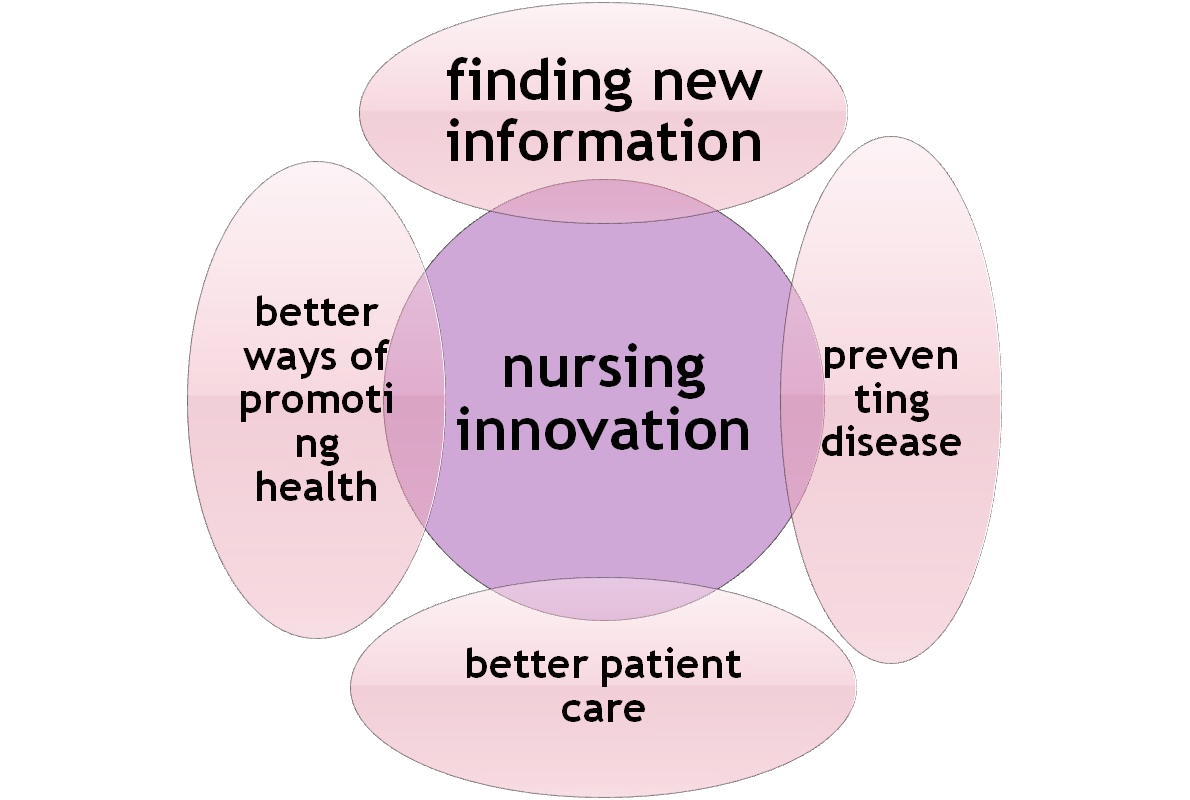 finding new
information
better
ways of
promoti
ng
health
nursing
innovation
preven
ting
disease
better patient
care